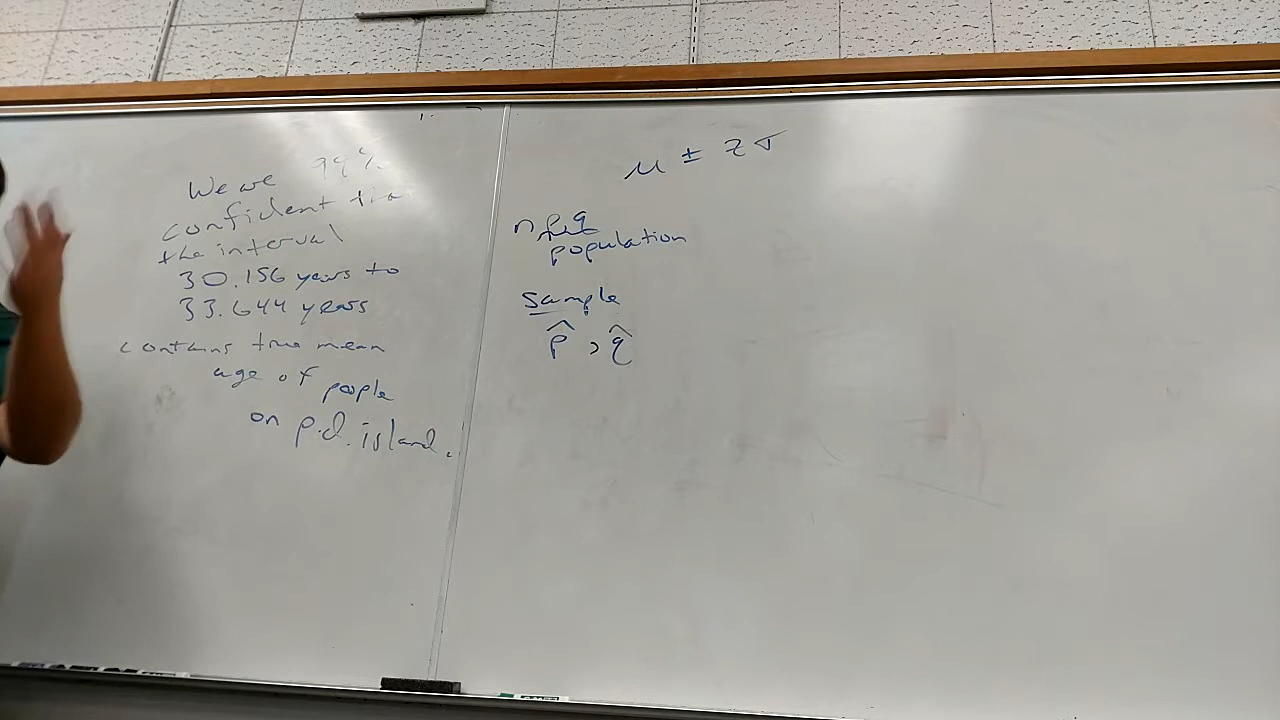 We are 99%
confident tha
the interval
30.156 years to
33.644 years
contains true mean
age of people
on p.d. island.
μ ± z σ
n p q
population
sample
p̂ , q̂